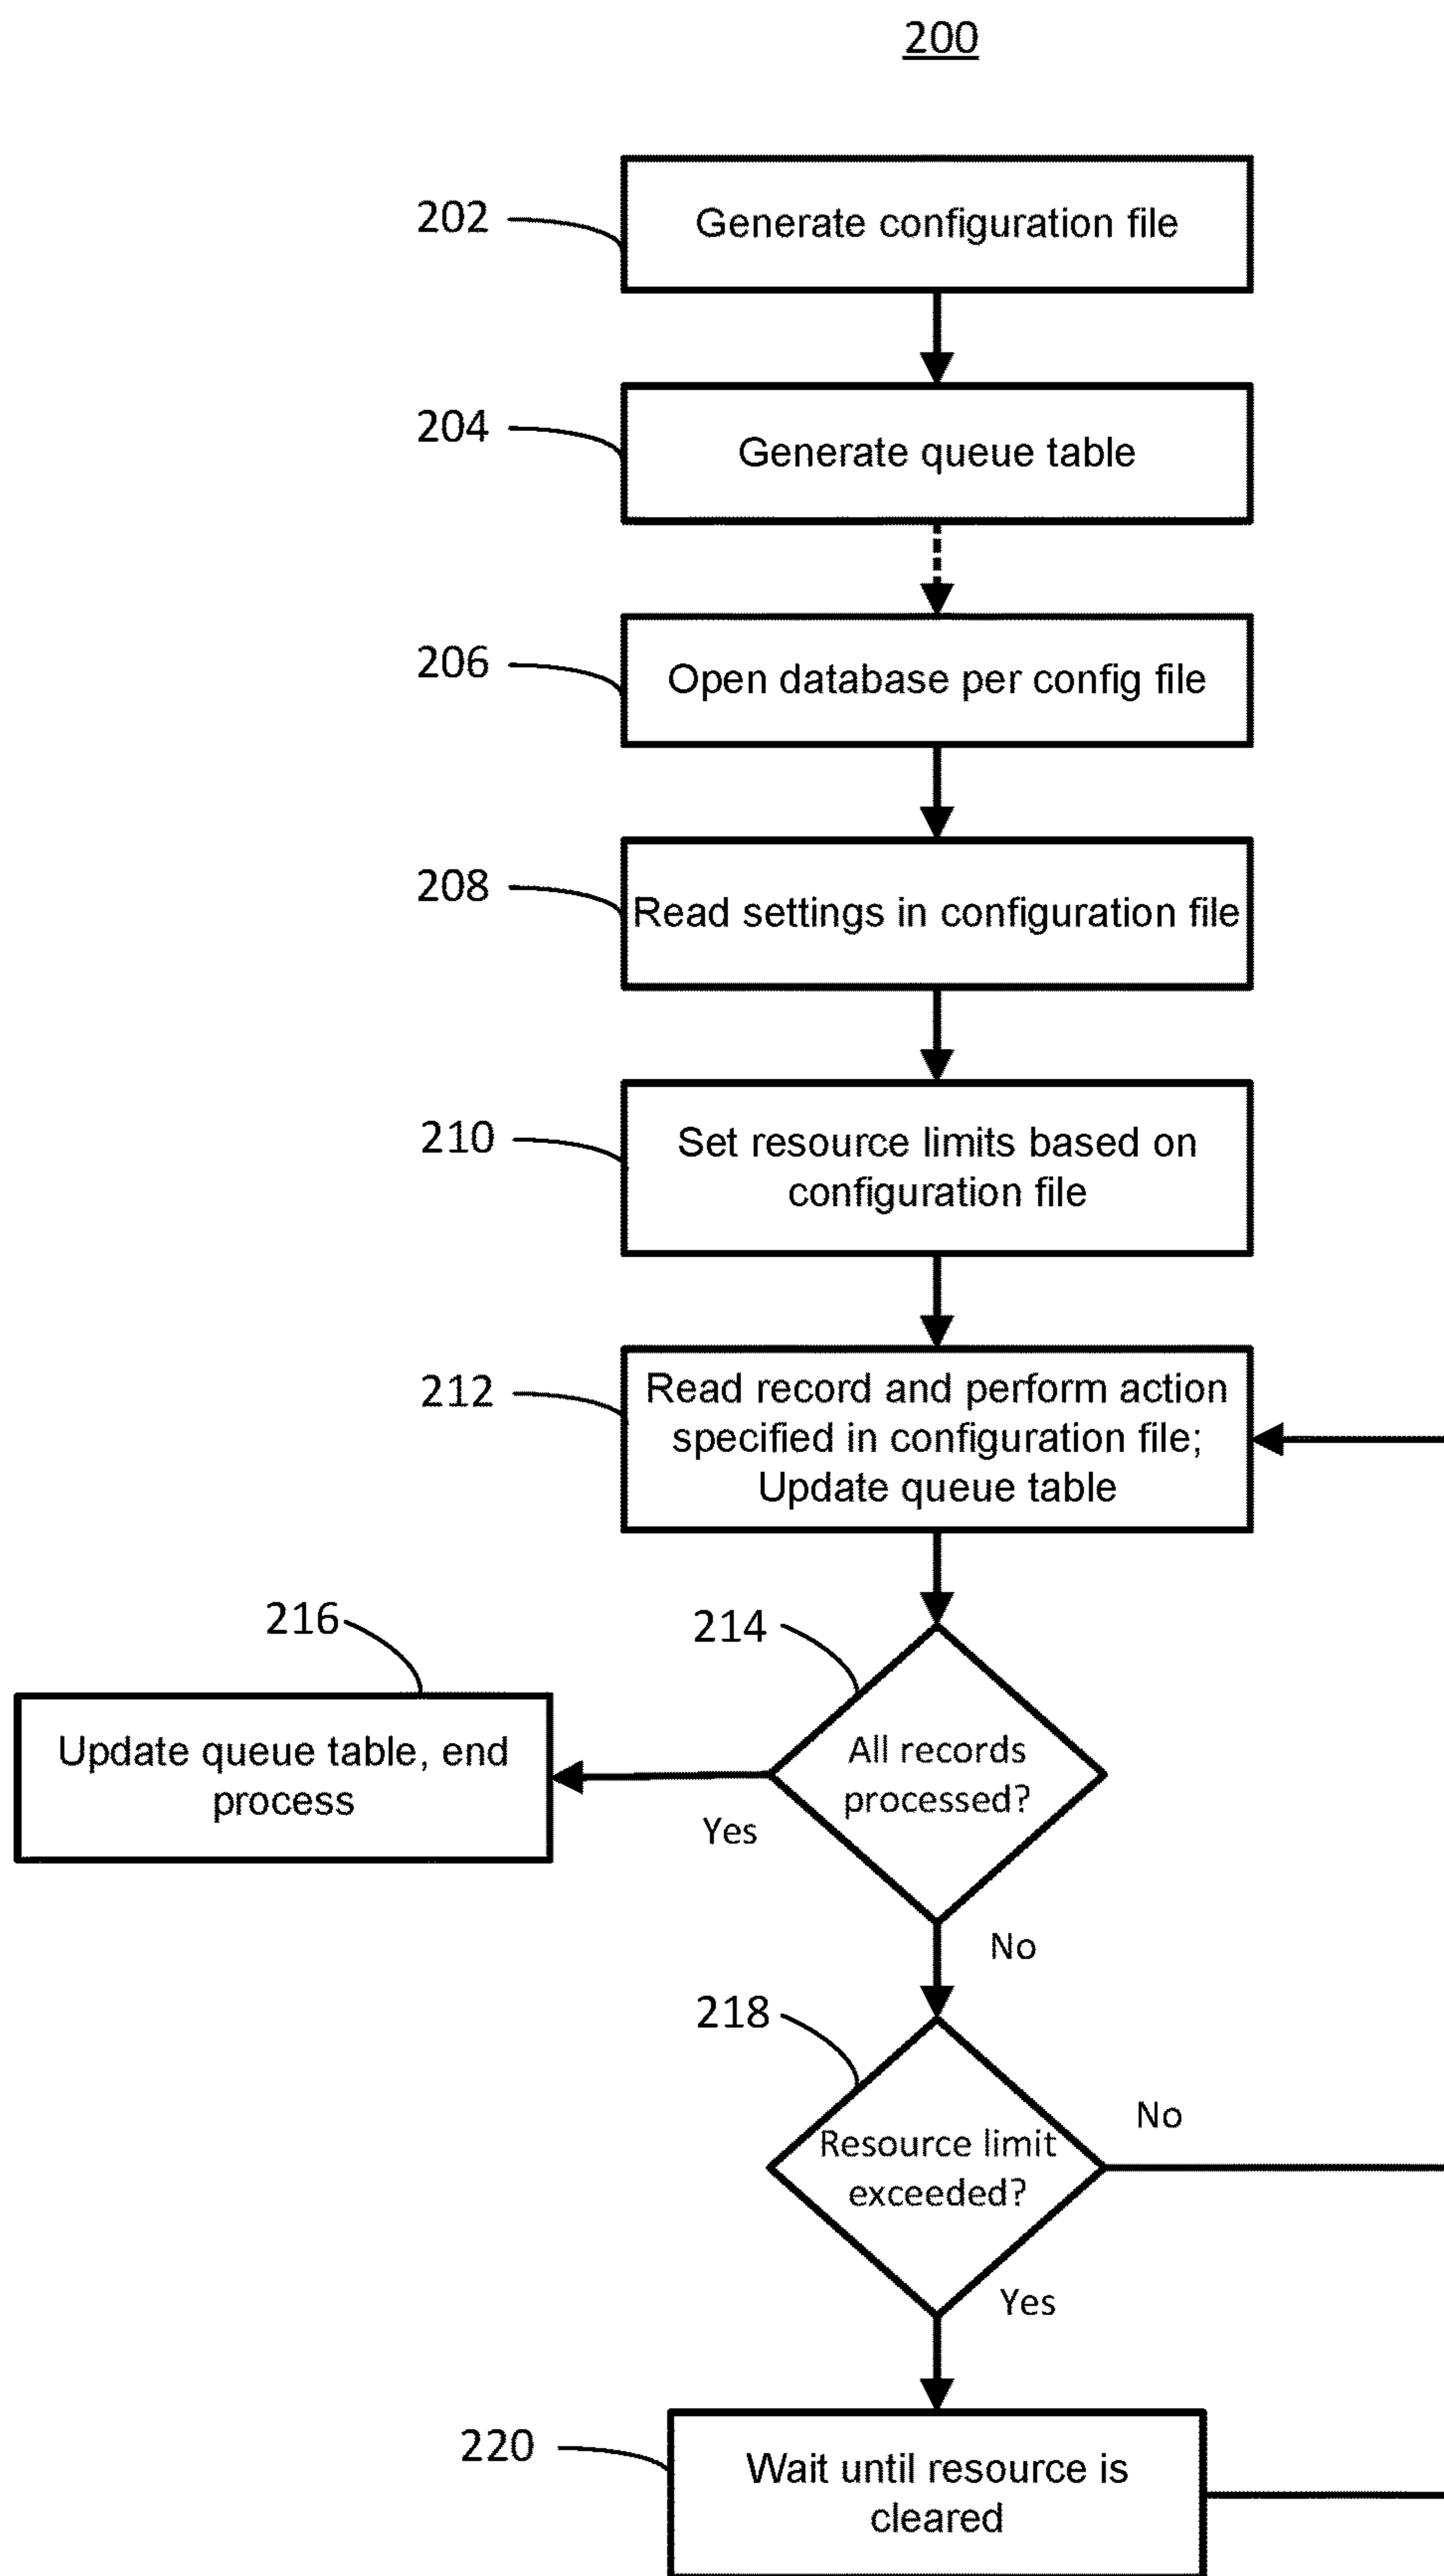 200
202
Generate configuration file
204
Generate queue table
206
Open database per config file
208
Read settings in configuration file
210
Set resource limits based on
configuration file
212
Read record and perform action
specified in configuration file;
Update queue table
216
214
Update queue table, end
process
All records
processed?
Yes
No
218
No
Resource limit
exceeded?
Yes
220
Wait until resource is
cleared